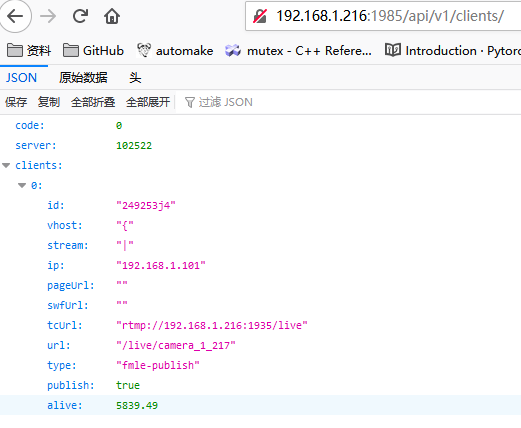 192.168.1.216:1985/api/v1/clients/
资料 GitHub automake mutex - C++ Refere... Introduction · Pytorc
JSON 原始数据 头
保存 复制 全部折叠 全部展开 过滤 JSON
code: 0
server: 102522
clients:
0:
id: "249253j4"
vhost: "{"
stream: "|"
ip: "192.168.1.101"
pageUrl: ""
swfUrl: ""
tcUrl: "rtmp://192.168.1.216:1935/live"
url: "/live/camera_1_217"
type: "fmle-publish"
publish: true
alive: 5839.49